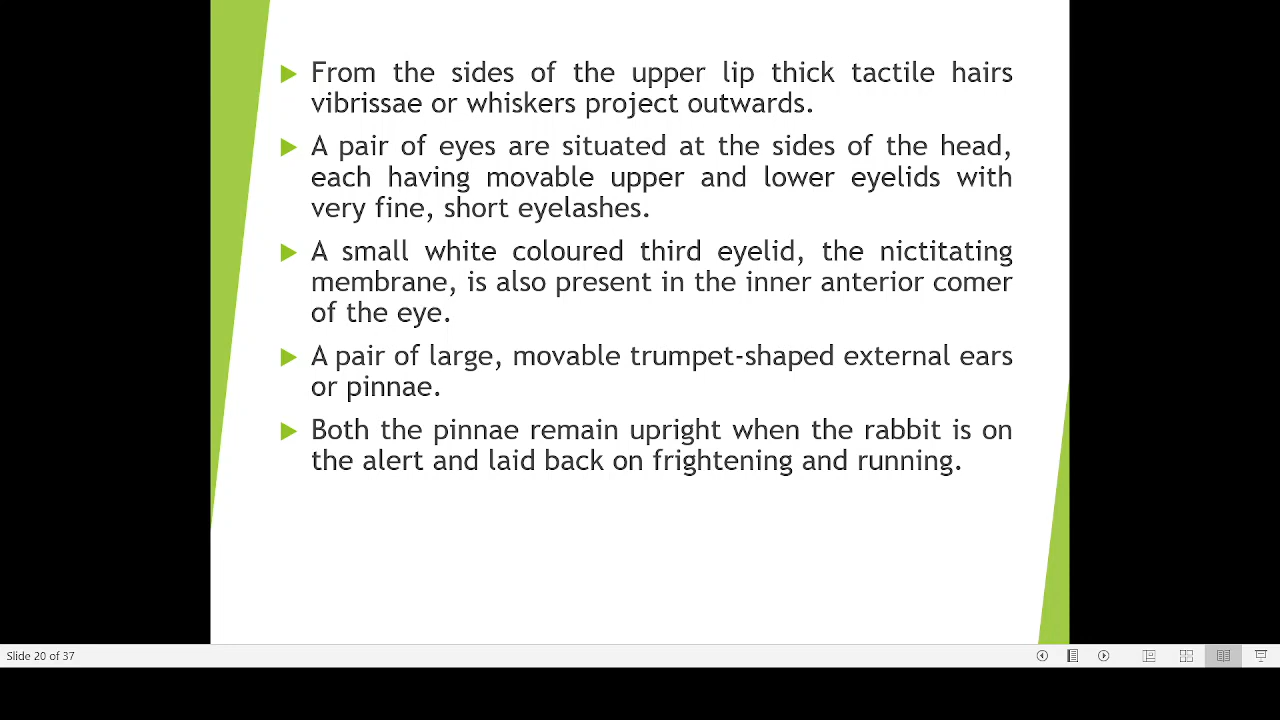 From the sides of the upper lip thick tactile hairs
vibrissae or whiskers project outwards.
A pair of eyes are situated at the sides of the head,
each having movable upper and lower eyelids with
very fine, short eyelashes.
A small white coloured third eyelid, the nictitating
membrane, is also present in the inner anterior comer
of the eye.
A pair of large, movable trumpet-shaped external ears
or pinnae.
Both the pinnae remain upright when the rabbit is on
the alert and laid back on frightening and running.
Slide 20 of 37